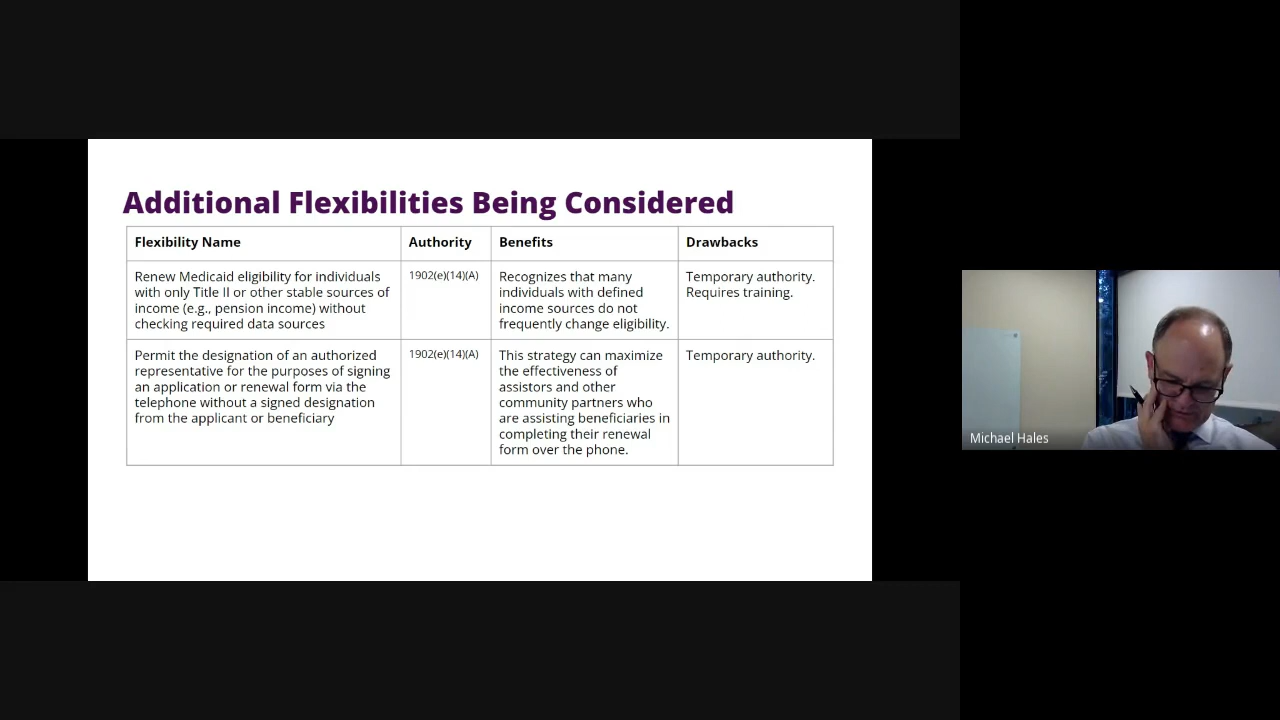 Additional Flexibilities Being Considered
Flexibility Name
Authority
Benefits
Drawbacks
Renew Medicaid eligibility for individuals
with only Title II or other stable sources of
income (e.g., pension income) without
checking required data sources
1902(e)(14)(A)
Recognizes that many
individuals with defined
income sources do not
frequently change eligibility.
Temporary authority.
Requires training.
Permit the designation of an authorized
representative for the purposes of signing
an application or renewal form via the
telephone without a signed designation
from the applicant or beneficiary
1902(e)(14)(A)
This strategy can maximize
the effectiveness of
assistors and other
community partners who
are assisting beneficiaries in
completing their renewal
form over the phone.
Temporary authority.
Michael Hales